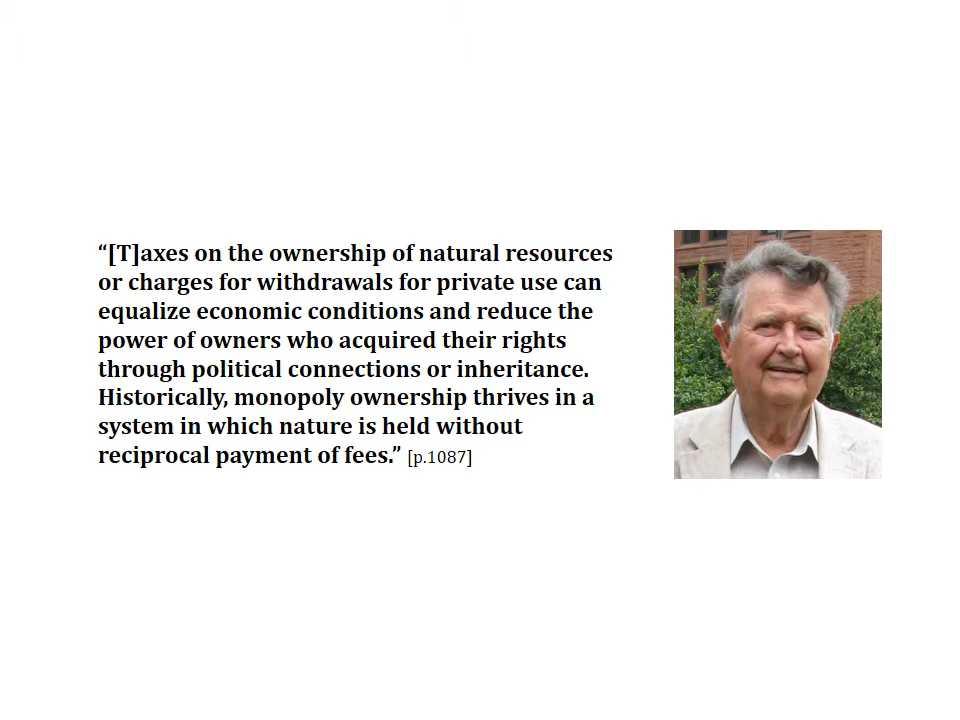 “[T]axes on the ownership of natural resources
or charges for withdrawals for private use can
equalize economic conditions and reduce the
power of owners who acquired their rights
through political connections or inheritance.
Historically, monopoly ownership thrives in a
system in which nature is held without
reciprocal payment of fees.” [p.1087]